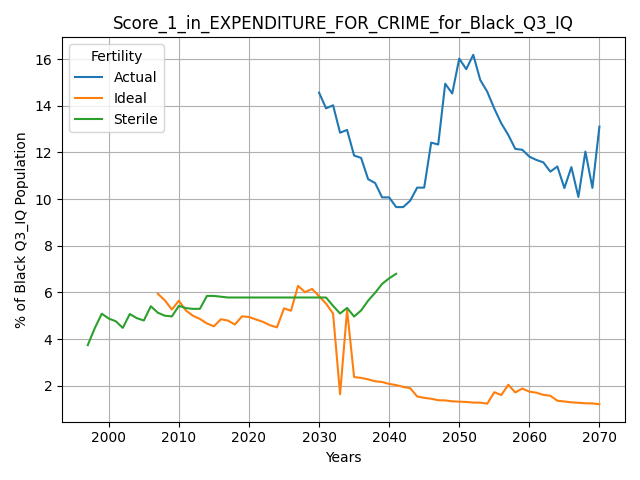 Score_1_in_EXPENDITURE_FOR_CRIME_for_Black_Q3_IQ
Fertility
Actual
Ideal
Sterile
% of Black Q3_IQ Population
16
14
12
10
8
6
4
2
2000 2010 2020 2030 2040 2050 2060 2070
Years